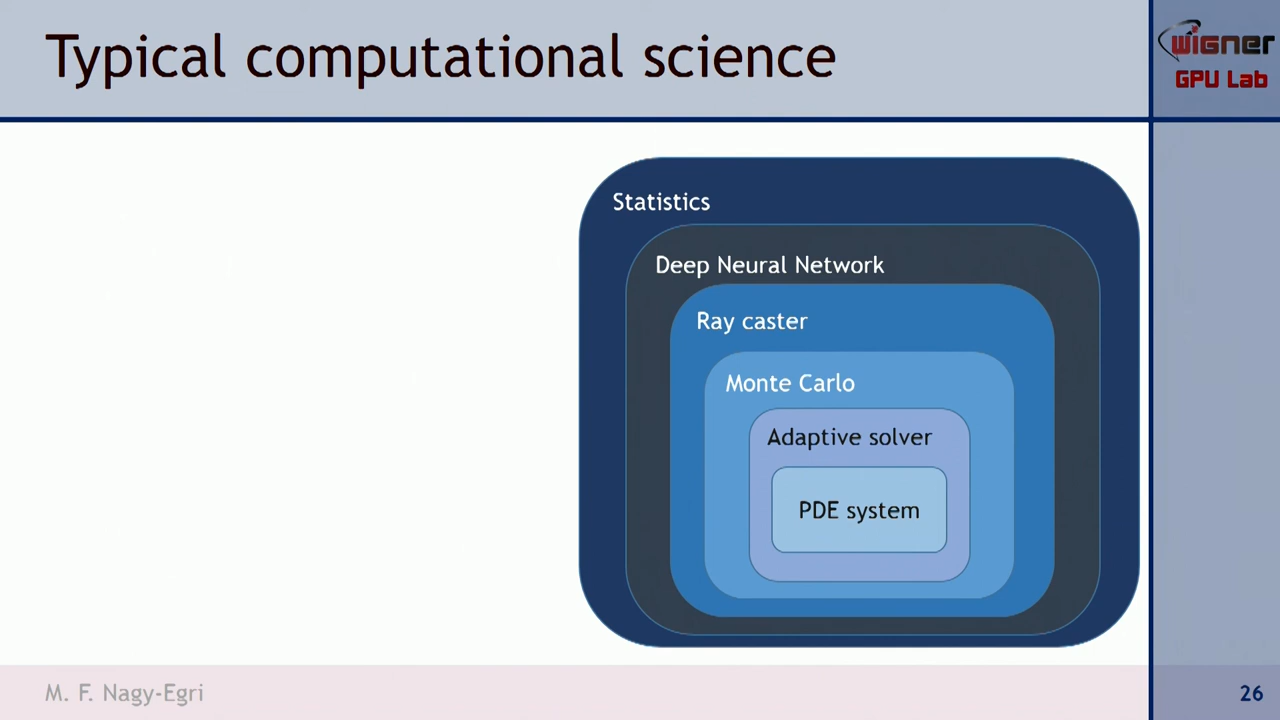 Typical computational science
wigner
GPU Lab
Statistics
Deep Neural Network
Ray caster
Monte Carlo
Adaptive solver
PDE system
M. F. Nagy-Egri
26